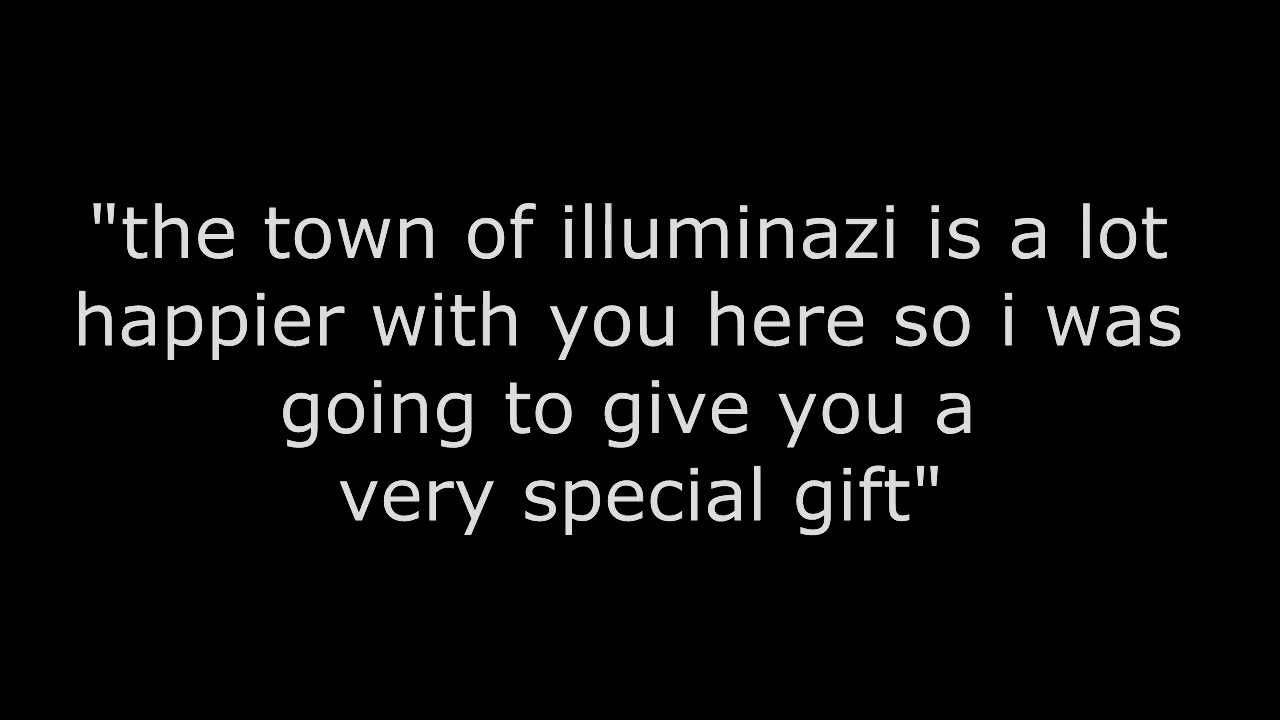 "the town of illuminazi is a lot
happier with you here so i was
going to give you a
very special gift"